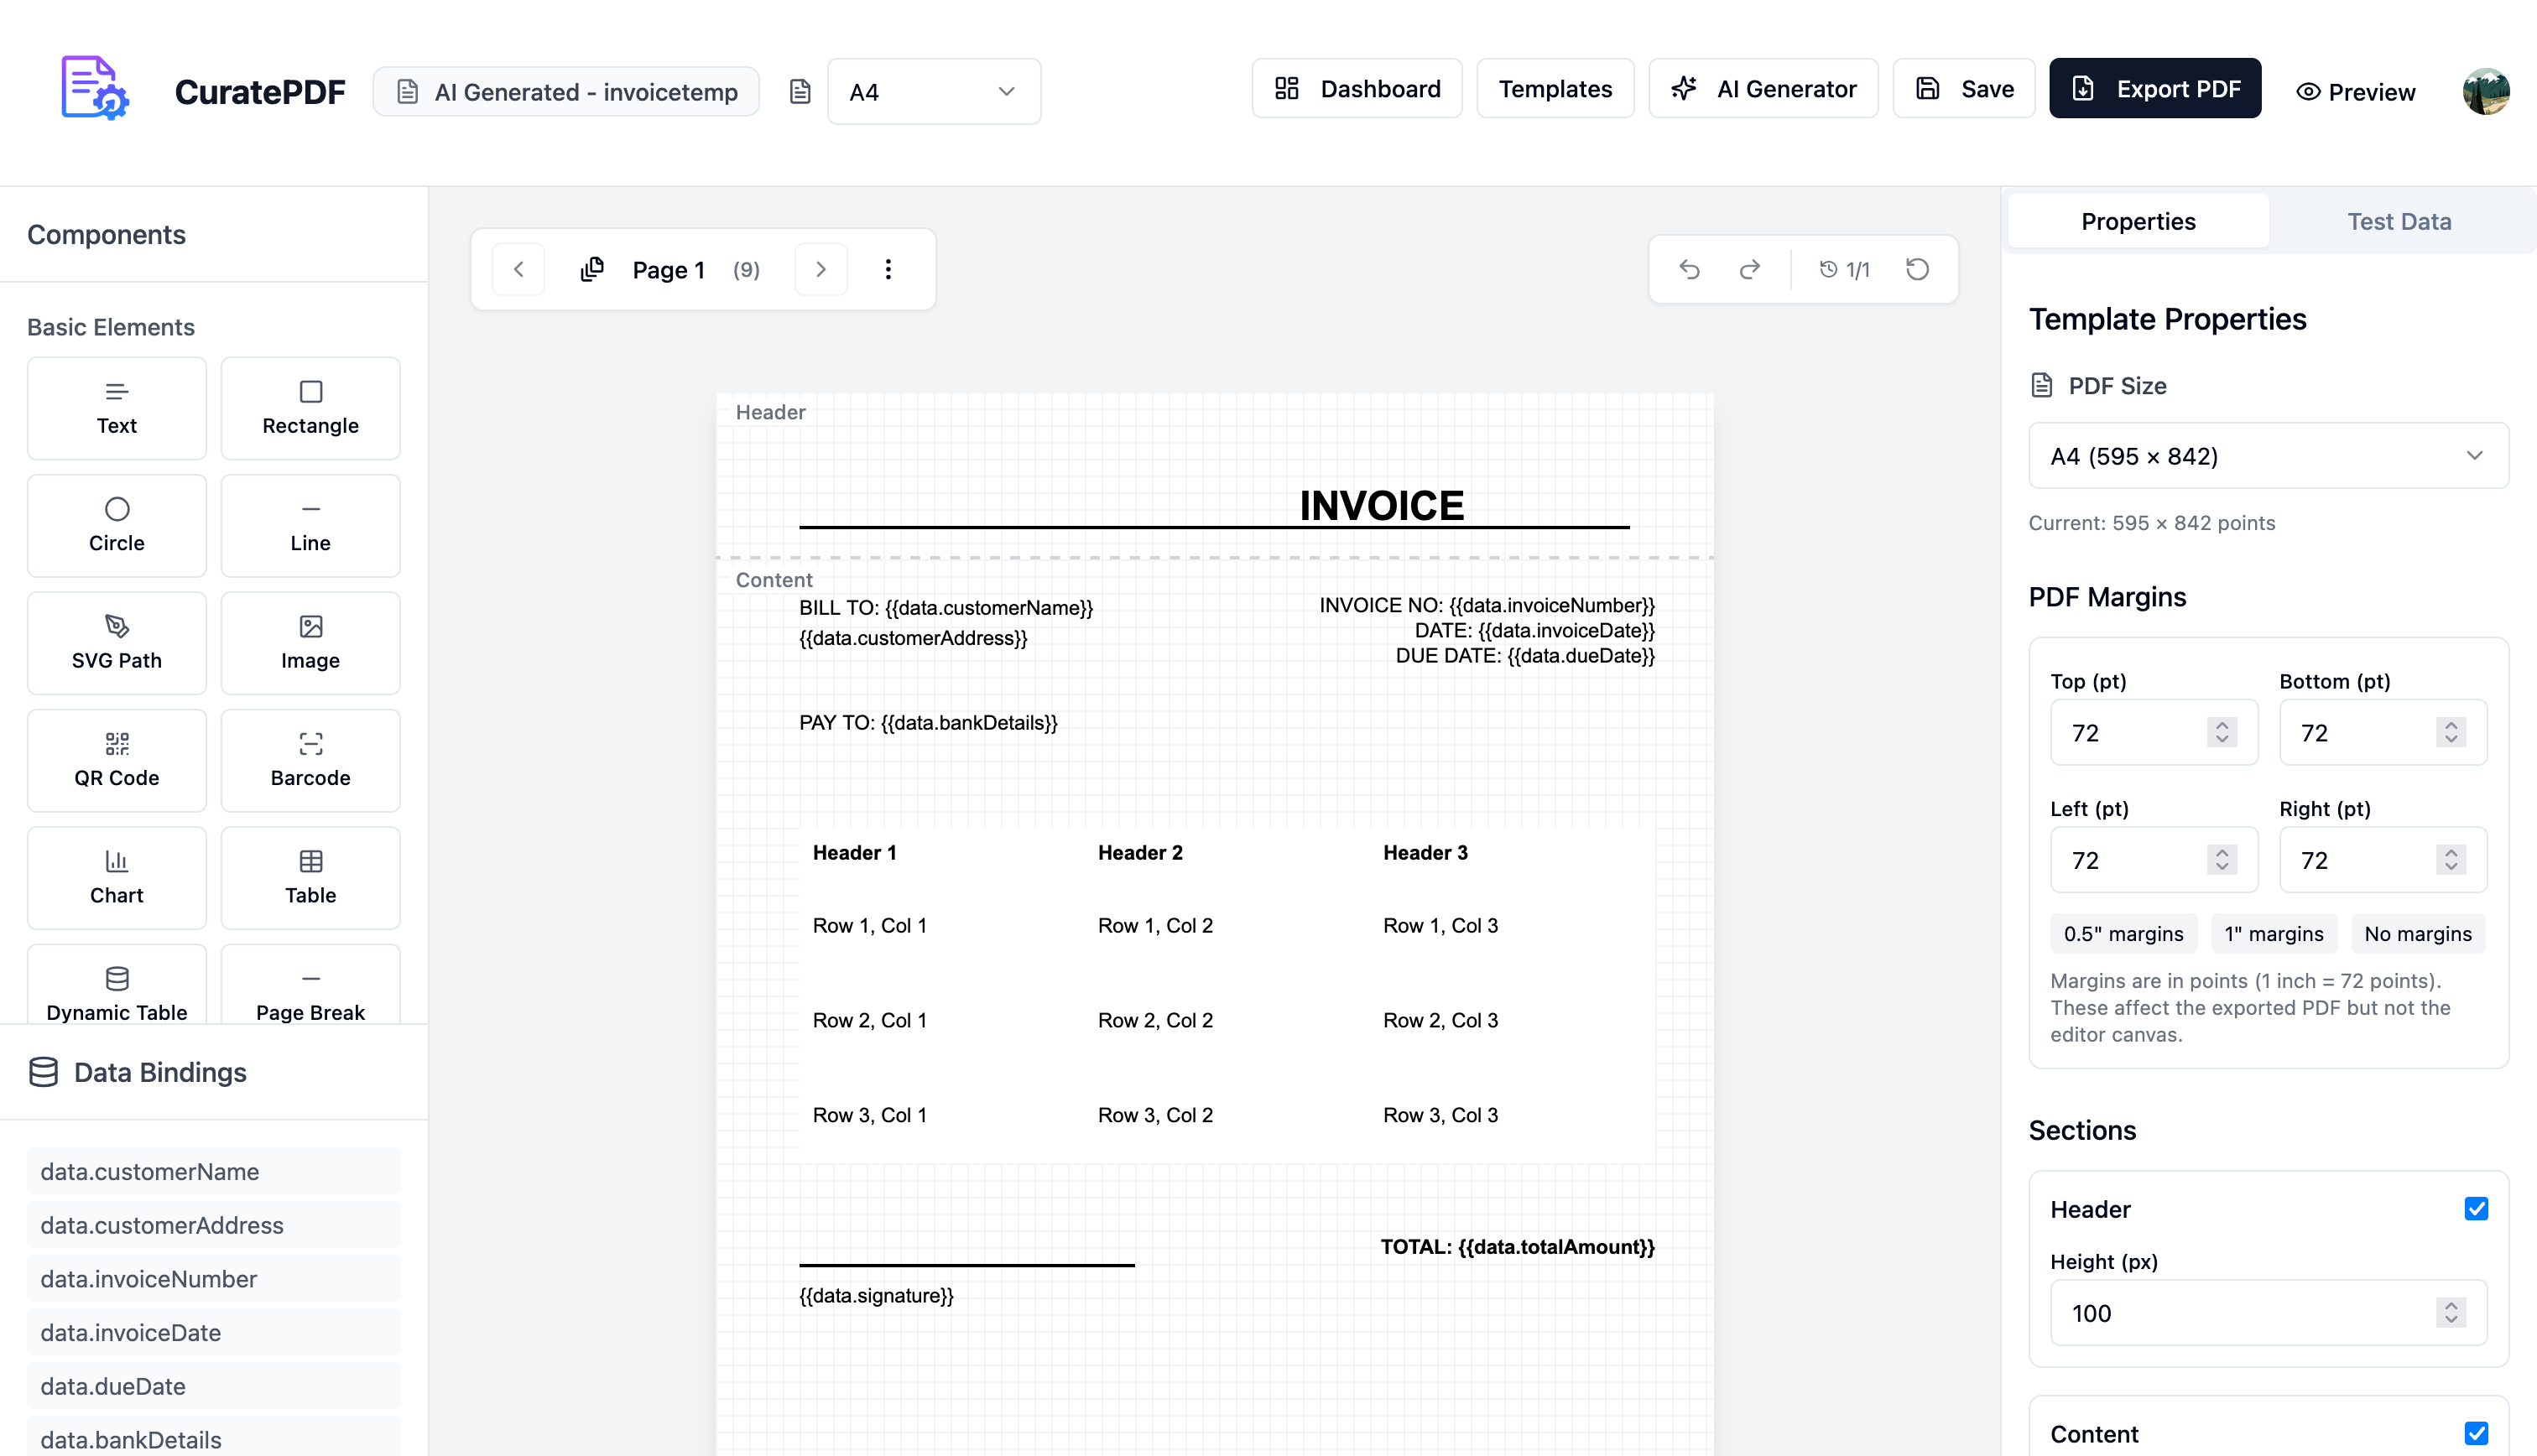 CuratePDF
AI Generated - invoicetemp
A4
Dashboard
Templates
AI Generator
Save
Export PDF
Preview
Components
Basic Elements
Text
Rectangle
Circle
Line
SVG Path
Image
QR Code
Barcode
Chart
Table
Dynamic Table
Page Break
Data Bindings
data.customerName
data.customerAddress
data.invoiceNumber
data.invoiceDate
data.dueDate
data.bankDetails
Page 1 (9)
1/1
Header
INVOICE
Content
BILL TO: {{data.customerName}}
{{data.customerAddress}}
INVOICE NO: {{data.invoiceNumber}}
DATE: {{data.invoiceDate}}
DUE DATE: {{data.dueDate}}
PAY TO: {{data.bankDetails}}
Header 1 Header 2 Header 3
Row 1, Col 1 Row 1, Col 2 Row 1, Col 3
Row 2, Col 1 Row 2, Col 2 Row 2, Col 3
Row 3, Col 1 Row 3, Col 2 Row 3, Col 3
TOTAL: {{data.totalAmount}}
{{data.signature}}
Properties
Test Data
Template Properties
PDF Size
A4 (595 × 842)
Current: 595 × 842 points
PDF Margins
Top (pt) Bottom (pt)
72 72
Left (pt) Right (pt)
72 72
0.5" margins 1" margins No margins
Margins are in points (1 inch = 72 points).
These affect the exported PDF but not the
editor canvas.
Sections
Header
Height (px)
100
Content